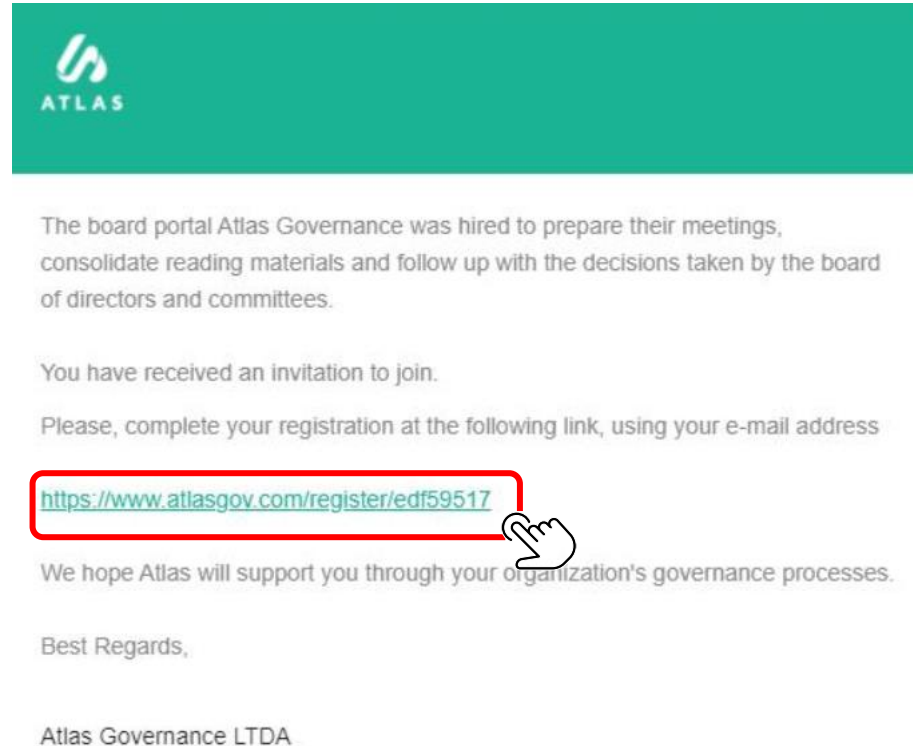 ATLAS
The board portal Atlas Governance was hired to prepare their meetings,
consolidate reading materials and follow up with the decisions taken by the board
of directors and committees.
You have received an invitation to join.
Please, complete your registration at the following link, using your e-mail address
https://www.atlasgov.com/register/edf59517
We hope Atlas will support you through your organization's governance processes.
Best Regards,
Atlas Governance LTDA